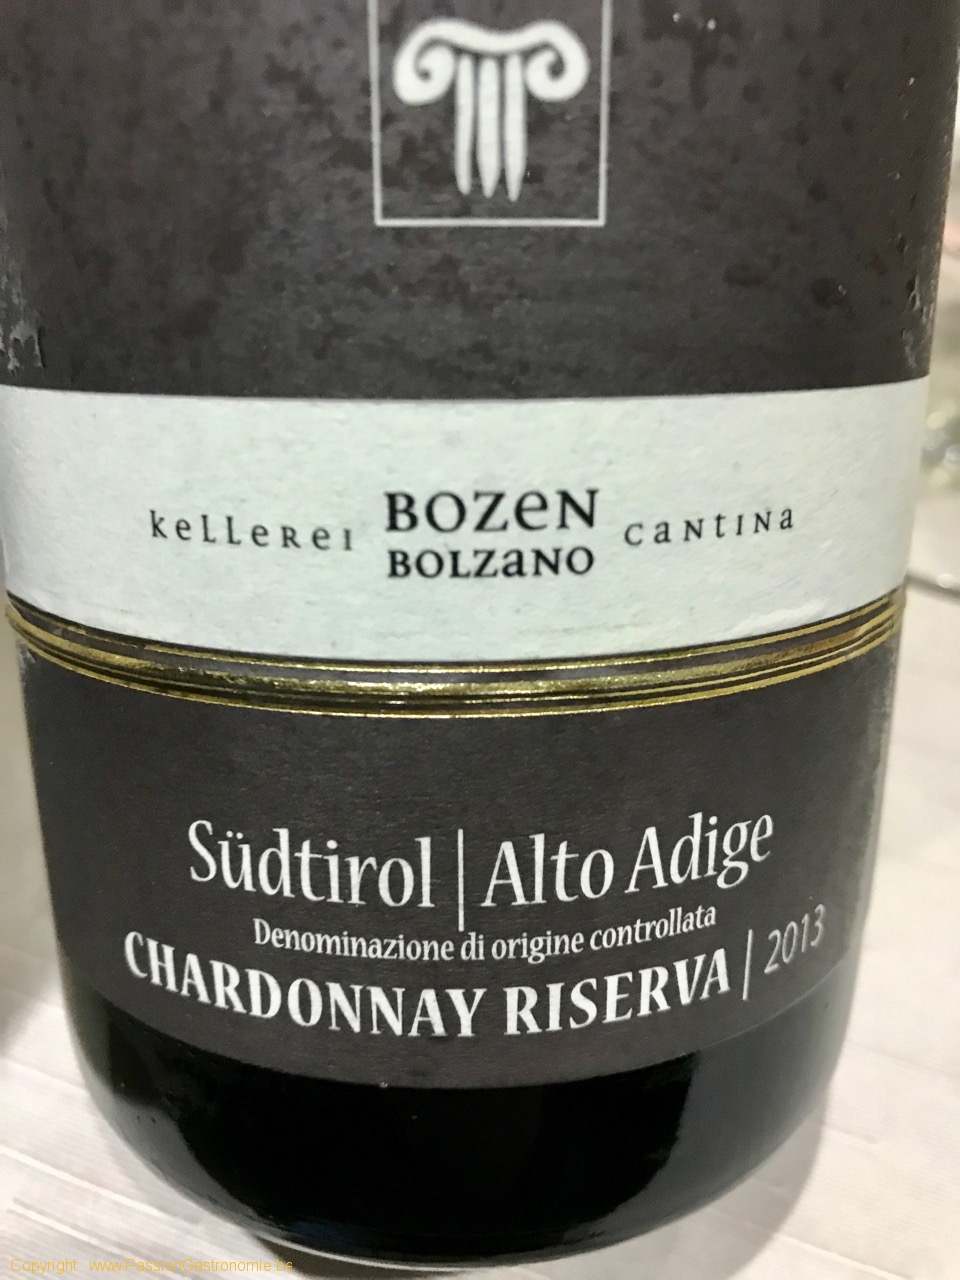 kellerei BOZEN cantina
BOLZANO
Südtirol | Alto Adige
Denominazione di origine controllata
CHARDONNAY RISERVA | 2013
Copyright www.PassionGastronomie.be